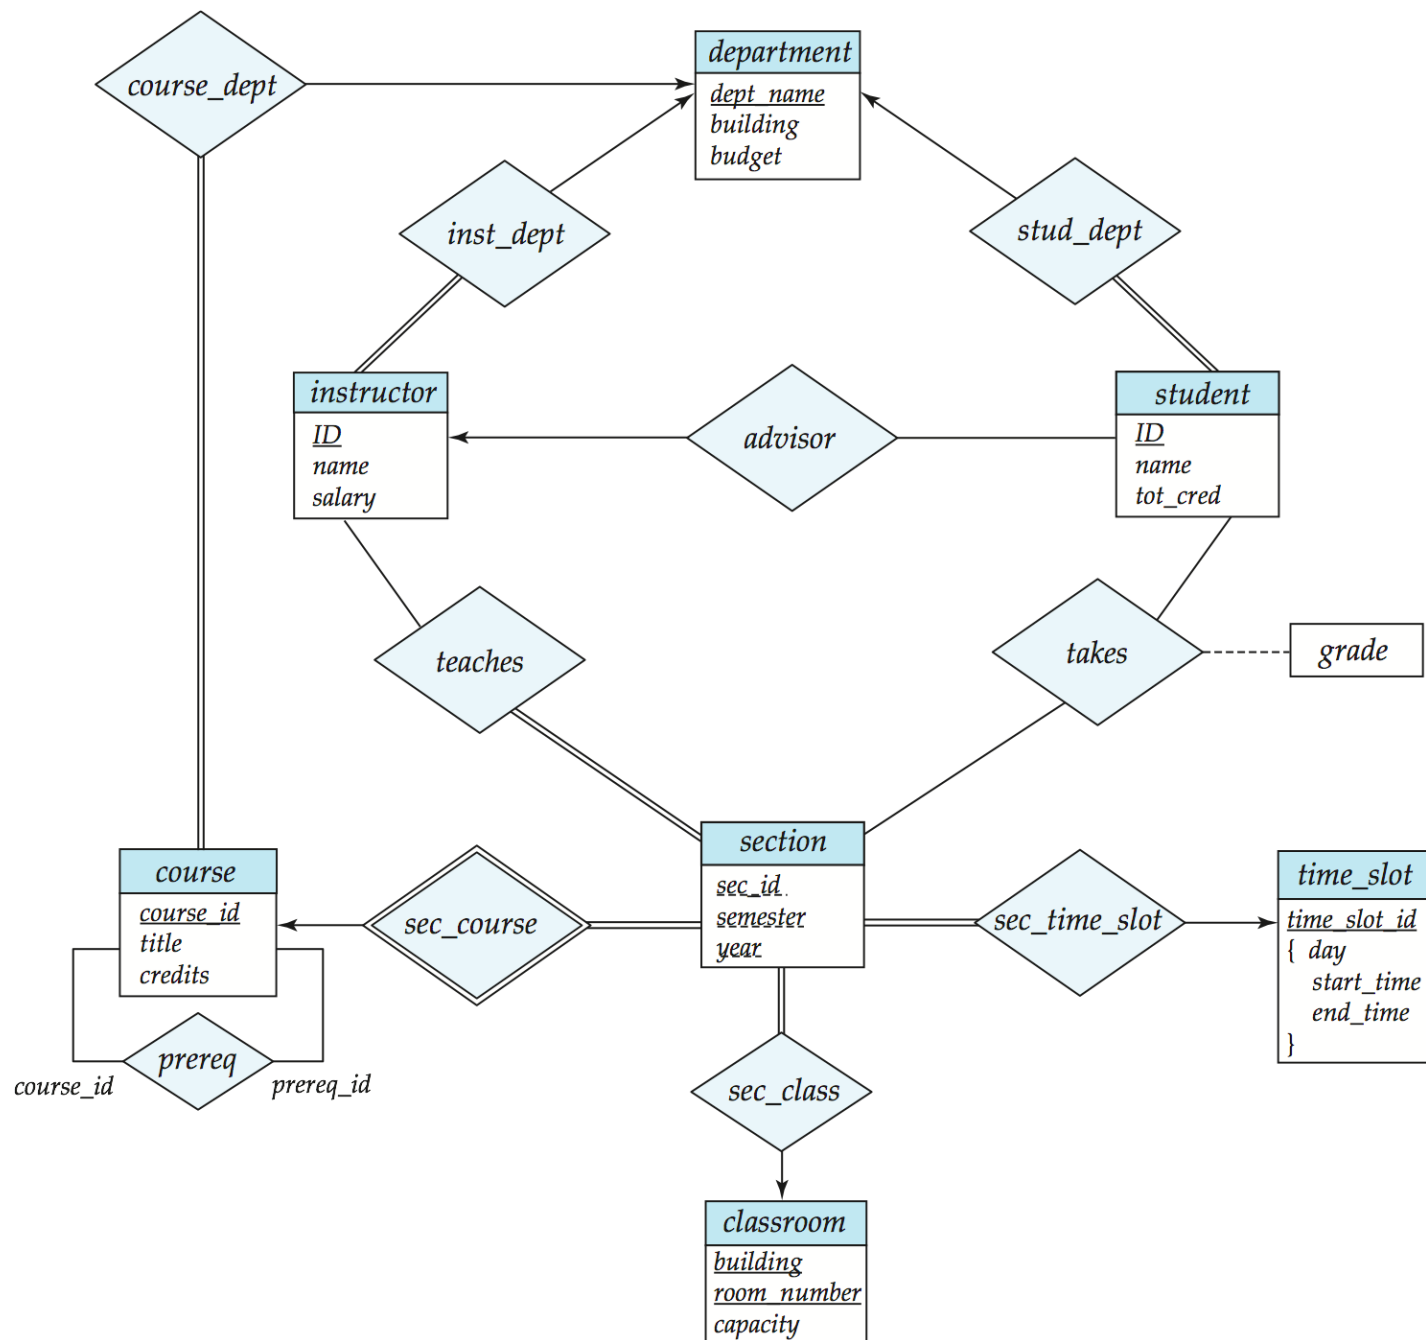 course_dept
department
dept_name
building
budget
inst_dept
stud_dept
instructor
ID
name
salary
advisor
student
ID
name
tot_cred
teaches
takes
grade
course
course_id
title
credits
sec_course
section
sec_id
semester
year
sec_time_slot
time_slot
time_slot_id
{ day
start_time
end_time
}
prereq
course_id
prereq_id
sec_class
classroom
building
room_number
capacity